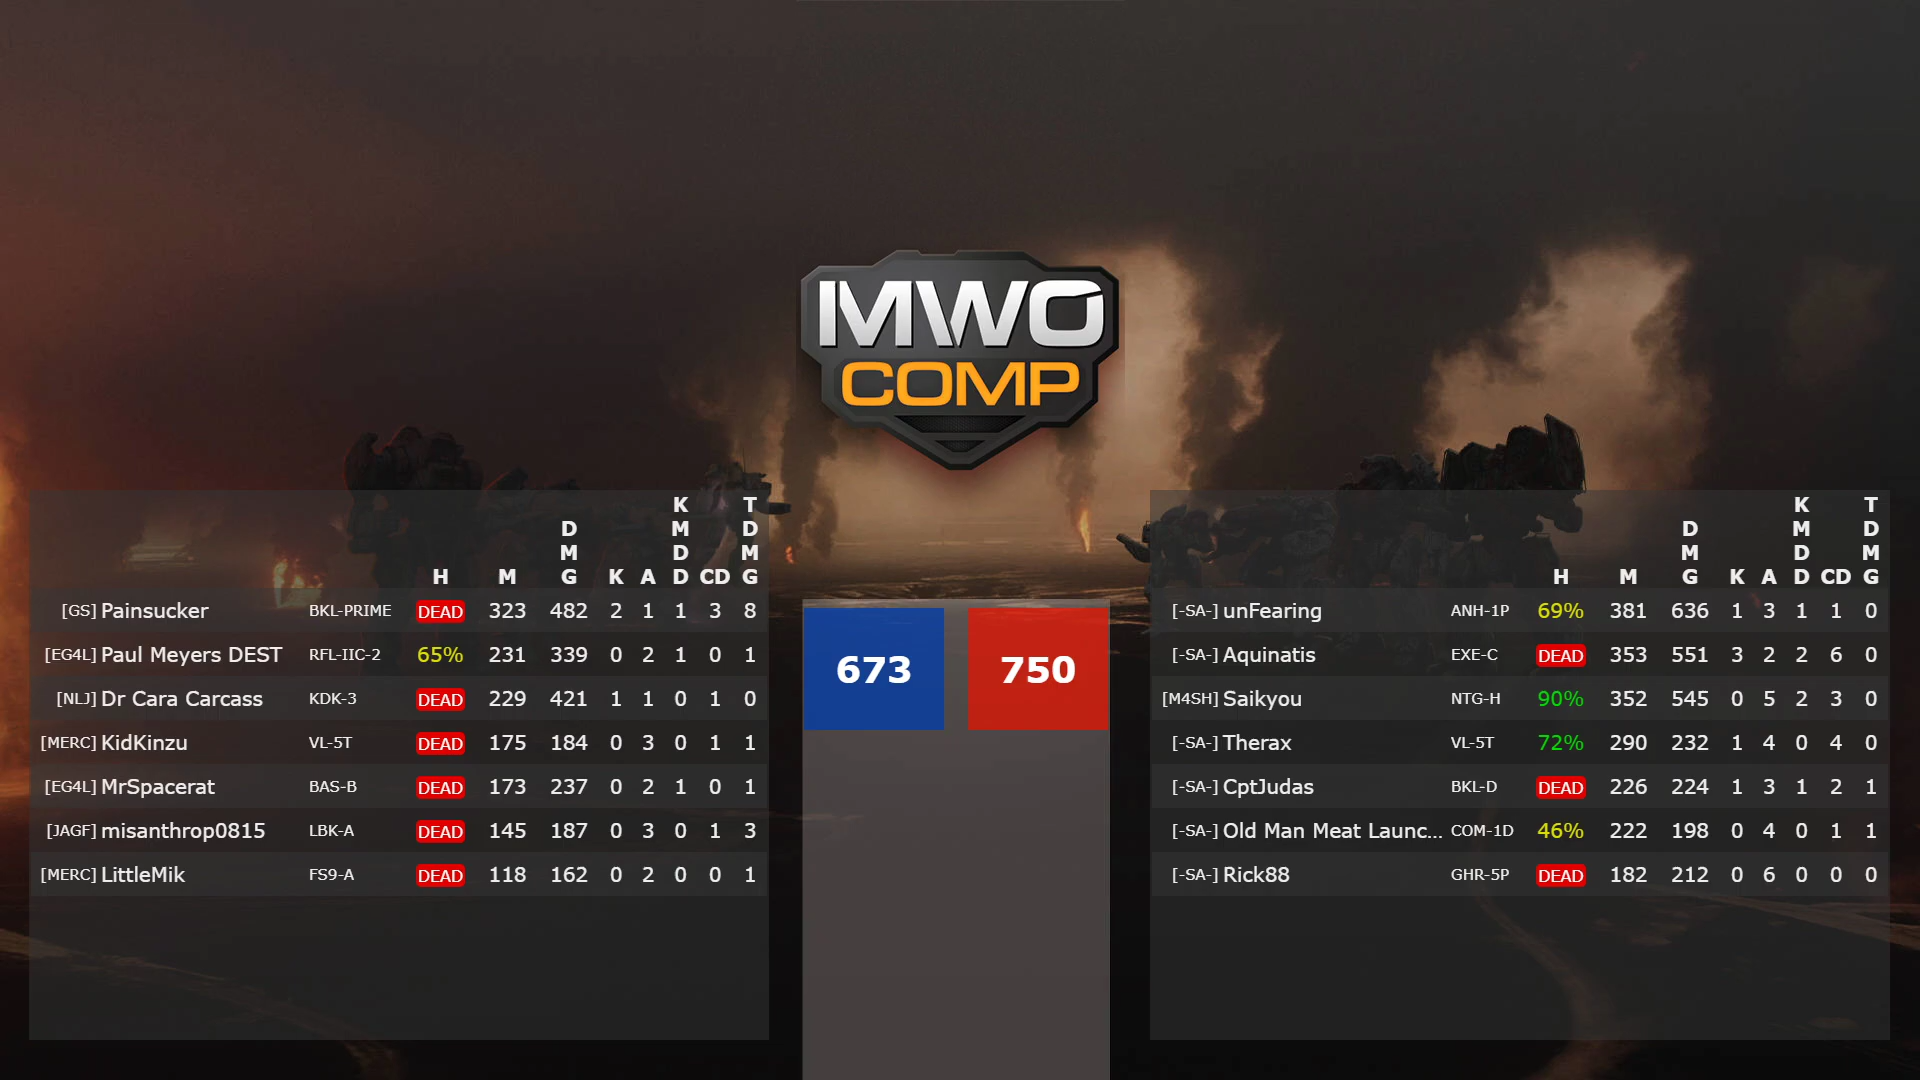 MWO
COMP
H M DMG K A KMDD CD TDMG
[GS] Painsucker BKL-PRIME DEAD 323 482 2 1 1 3 8
[EG4L] Paul Meyers DEST RFL-IIC-2 65% 231 339 0 2 1 0 1
[NLJ] Dr Cara Carcass KDK-3 DEAD 229 421 1 1 0 1 0
[MERC] KidKinzu VL-5T DEAD 175 184 0 3 0 1 1
[EG4L] MrSpacerat BAS-B DEAD 173 237 0 2 1 0 1
[JAGF] misanthrop0815 LBK-A DEAD 145 187 0 3 0 1 3
[MERC] LittleMik FS9-A DEAD 118 162 0 2 0 0 1
673 750
H M DMG K A KMDD CD TDMG
[-SA-] unFearing ANH-1P 69% 381 636 1 3 1 1 0
[-SA-] Aquinatis EXE-C DEAD 353 551 3 2 2 6 0
[M4SH] Saikyou NTG-H 90% 352 545 0 5 2 3 0
[-SA-] Therax VL-5T 72% 290 232 1 4 0 4 0
[-SA-] CptJudas BKL-D DEAD 226 224 1 3 1 2 1
[-SA-] Old Man Meat Launc... COM-1D 46% 222 198 0 4 0 1 1
[-SA-] Rick88 GHR-5P DEAD 182 212 0 6 0 0 0